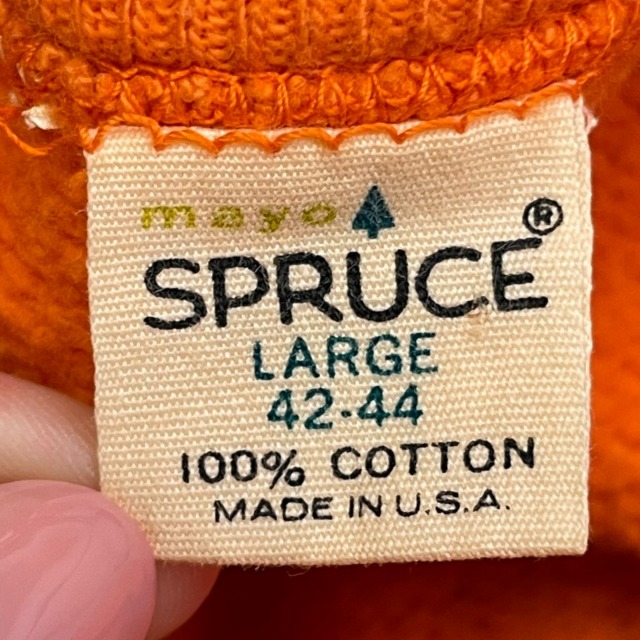 mayo
SPRUCE®
LARGE
42-44
100% COTTON
MADE IN U.S.A.